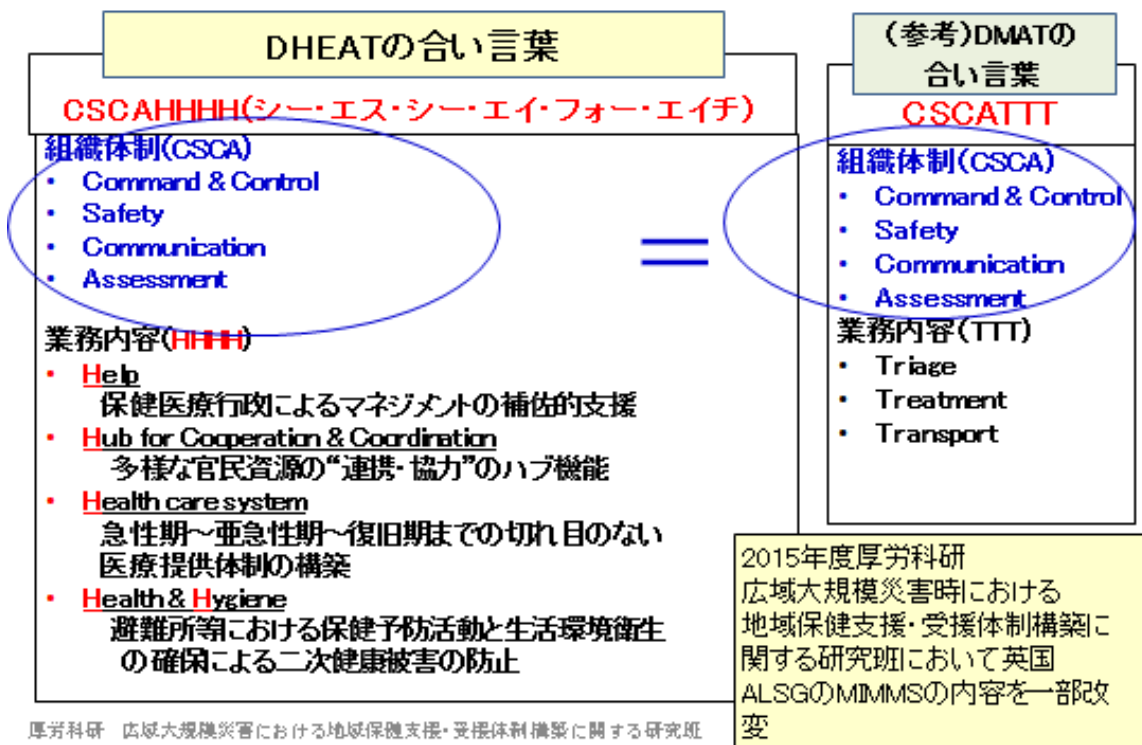 DHEATの合い言葉
CSCAHHHH(シー・エス・シー・エイ・フォー・エイチ)
組織体制(CSCA)
・ Command & Control
・ Safety
・ Communication
・ Assessment
業務内容(HHHH)
・ Help
保健医療行政によるマネジメントの補佐的支援
・ Hub for Cooperation & Coordination
多様な官民資源の“連携・協力”のハブ機能
・ Health care system
急性期～亜急性期～復旧期までの切れ目のない
医療提供体制の構築
・ Health & Hygiene
避難所等における保健予防活動と生活環境衛生
の確保による二次健康被害の防止
＝
(参考)DMATの
合い言葉
CSCATTT
組織体制(CSCA)
・ Command & Control
・ Safety
・ Communication
・ Assessment
業務内容(TTT)
・ Triage
・ Treatment
・ Transport
2015年度厚労科研
広域大規模災害時における
地域保健支援・受援体制構築に
関する研究班において英国
ALSGのMIMMSの内容を一部改
変
厚労科研 広域大規模災害における地域保健支援・受援体制構築に関する研究班